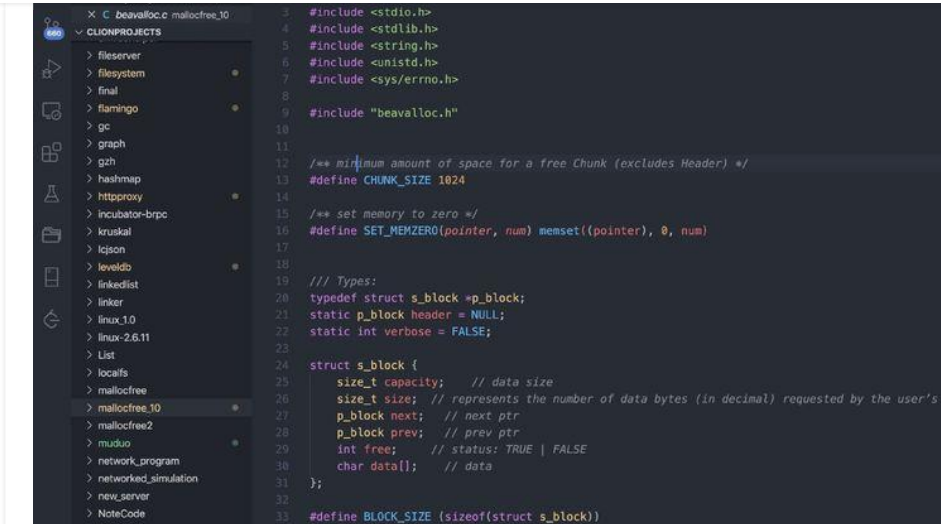 beavalloc.c mallocfree_10
660
CLIONPROJECTS
> fileserver
> filesystem
> final
> flamingo
> gc
> graph
> gzh
> hashmap
> httpproxy
> incubator-brpc
> kruskal
> lcjson
> leveldb
> linkedlist
> linker
> linux_1.0
> linux-2.6.11
> List
> localfs
> mallocfree
> mallocfree_10
> mallocfree2
> muduo
> network_program
> networked_simulation
> new_server
> NoteCode
3 #include <stdio.h>
4 #include <stdlib.h>
5 #include <string.h>
6 #include <unistd.h>
7 #include <sys/errno.h>
8
9 #include "beavalloc.h"
10
11
12 /** minimum amount of space for a free Chunk (excludes Header) */
13 #define CHUNK_SIZE 1024
14
15 /** set memory to zero */
16 #define SET_MEMZERO(pointer, num) memset((pointer), 0, num)
17
18
19 /// Types:
20 typedef struct s_block *p_block;
21 static p_block header = NULL;
22 static int verbose = FALSE;
23
24 struct s_block {
25 size_t capacity; // data size
26 size_t size; // represents the number of data bytes (in decimal) requested by the user's
27 p_block next; // next ptr
28 p_block prev; // prev ptr
29 int free; // status: TRUE | FALSE
30 char data[]; // data
31 };
32
33 #define BLOCK_SIZE (sizeof(struct s_block))